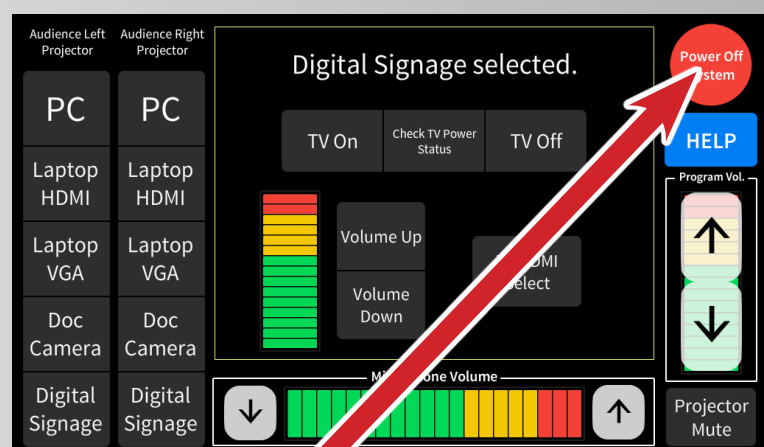 Audience Left
Projector
Audience Right
Projector
PC
PC
Laptop
HDMI
Laptop
HDMI
Laptop
VGA
Laptop
VGA
Doc
Camera
Doc
Camera
Digital
Signage
Digital
Signage
Digital Signage selected.
TV On
Check TV Power
Status
TV Off
Volume Up
Volume
Down
Volume
Power Off
HELP
Program Vol.
Projector
Mute